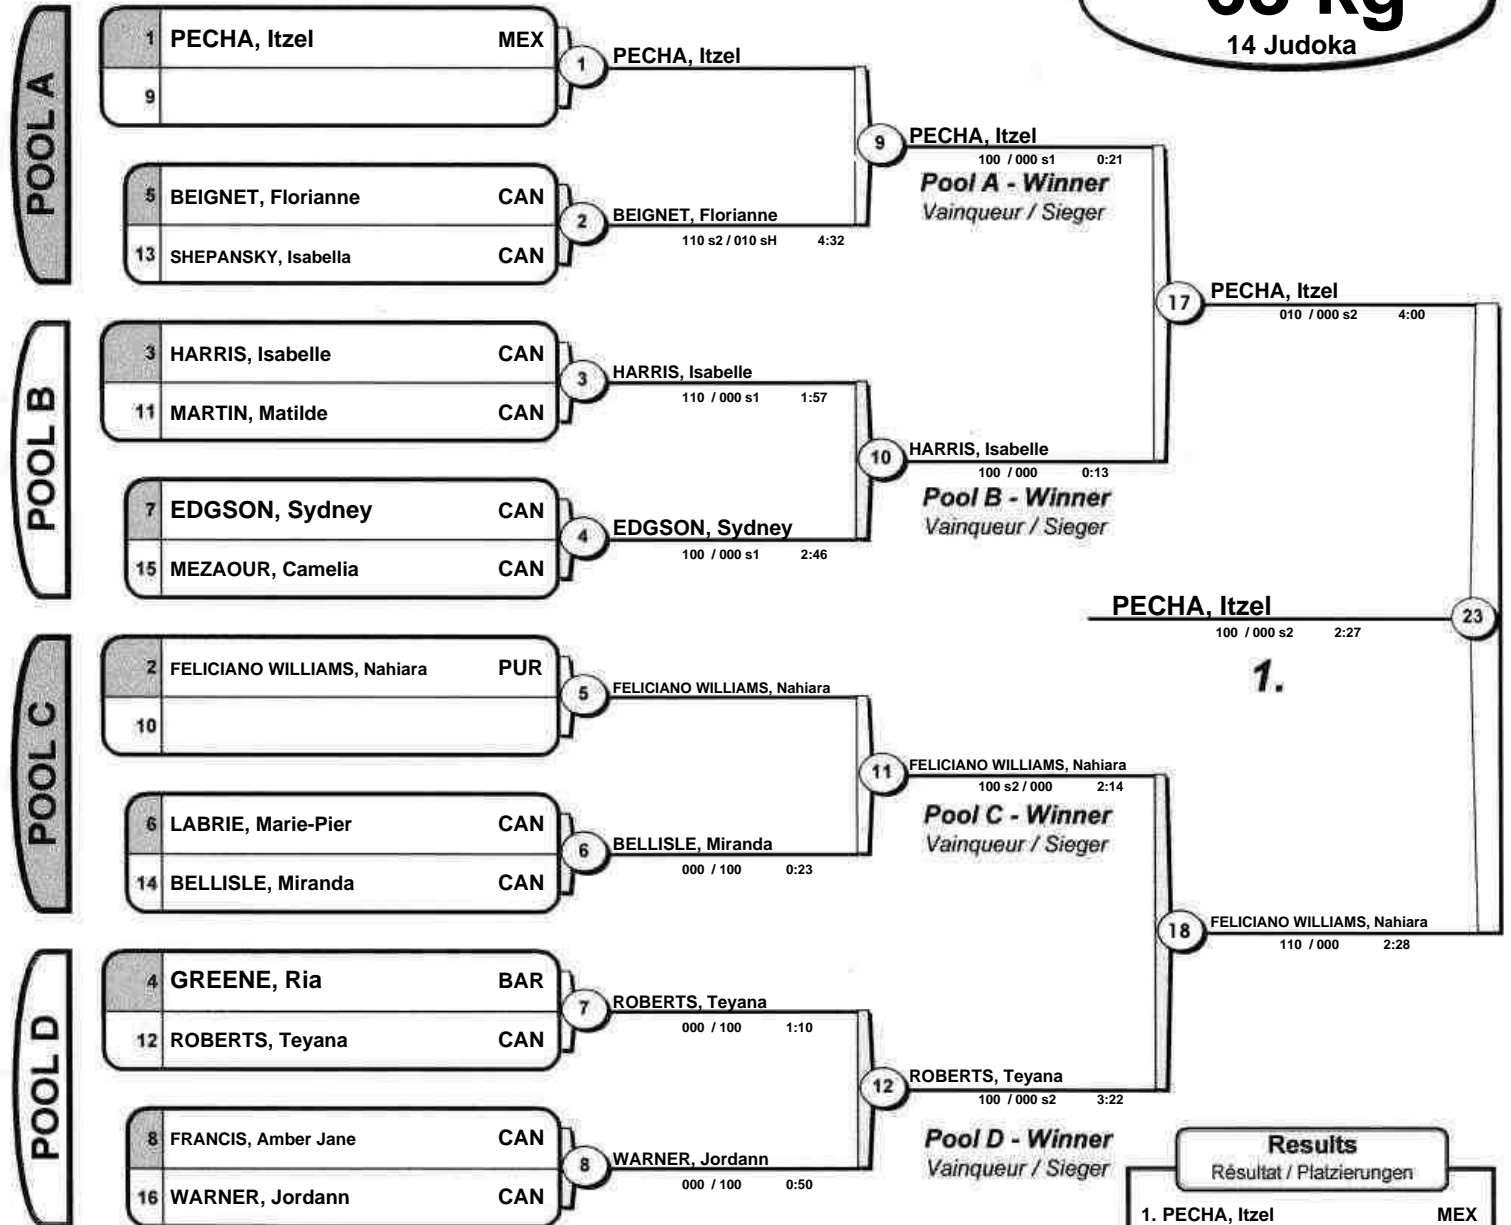 kg
14 Judoka
POOL A
1 PECHA, Itzel MEX
9
1 PECHA, Itzel
5 BEIGNET, Florianne CAN
13 SHEPANSKY, Isabella CAN
2 BEIGNET, Florianne
110 s2 / 010 sH 4:32
9 PECHA, Itzel
100 / 000 s1 0:21
Pool A - Winner
Vainqueur / Sieger
POOL B
3 HARRIS, Isabelle CAN
11 MARTIN, Matilde CAN
3 HARRIS, Isabelle
110 / 000 s1 1:57
7 EDGSON, Sydney CAN
15 MEZAOUR, Camelia CAN
4 EDGSON, Sydney
100 / 000 s1 2:46
10 HARRIS, Isabelle
100 / 000 0:13
Pool B - Winner
Vainqueur / Sieger
17 PECHA, Itzel
010 / 000 s2 4:00
POOL C
2 FELICIANO WILLIAMS, Nahiara PUR
10
5 FELICIANO WILLIAMS, Nahiara
6 LABRIE, Marie-Pier CAN
14 BELLISLE, Miranda CAN
6 BELLISLE, Miranda
000 / 100 0:23
11 FELICIANO WILLIAMS, Nahiara
100 s2 / 000 2:14
Pool C - Winner
Vainqueur / Sieger
POOL D
4 GREENE, Ria BAR
12 ROBERTS, Teyana CAN
7 ROBERTS, Teyana
000 / 100 1:10
8 FRANCIS, Amber Jane CAN
16 WARNER, Jordann CAN
8 WARNER, Jordann
000 / 100 0:50
12 ROBERTS, Teyana
100 / 000 s2 3:22
Pool D - Winner
Vainqueur / Sieger
18 FELICIANO WILLIAMS, Nahiara
110 / 000 2:28
PECHA, Itzel 23
100 / 000 s2 2:27
1.
Results
Résultat / Platzierungen
1. PECHA, Itzel MEX